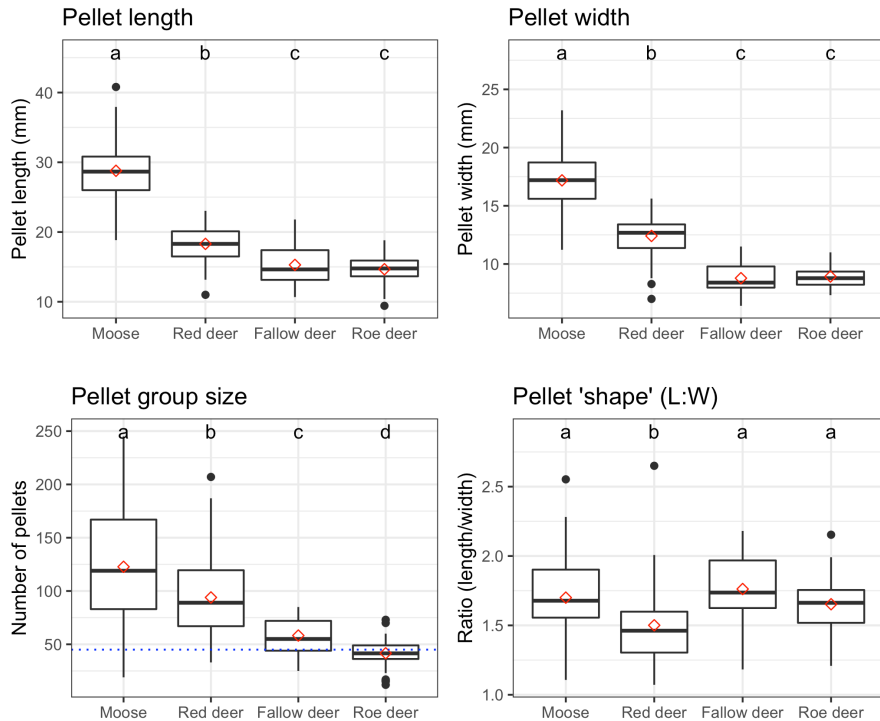 Pellet length
a b c c
Pellet length (mm)
40
30
20
10
Moose Red deer Fallow deer Roe deer
Pellet width
a b c c
Pellet width (mm)
25
20
15
10
Moose Red deer Fallow deer Roe deer
Pellet group size
a b c d
Number of pellets
250
200
150
100
50
Moose Red deer Fallow deer Roe deer
Pellet 'shape' (L:W)
a b a a
Ratio (length/width)
2.5
2.0
1.5
1.0
Moose Red deer Fallow deer Roe deer